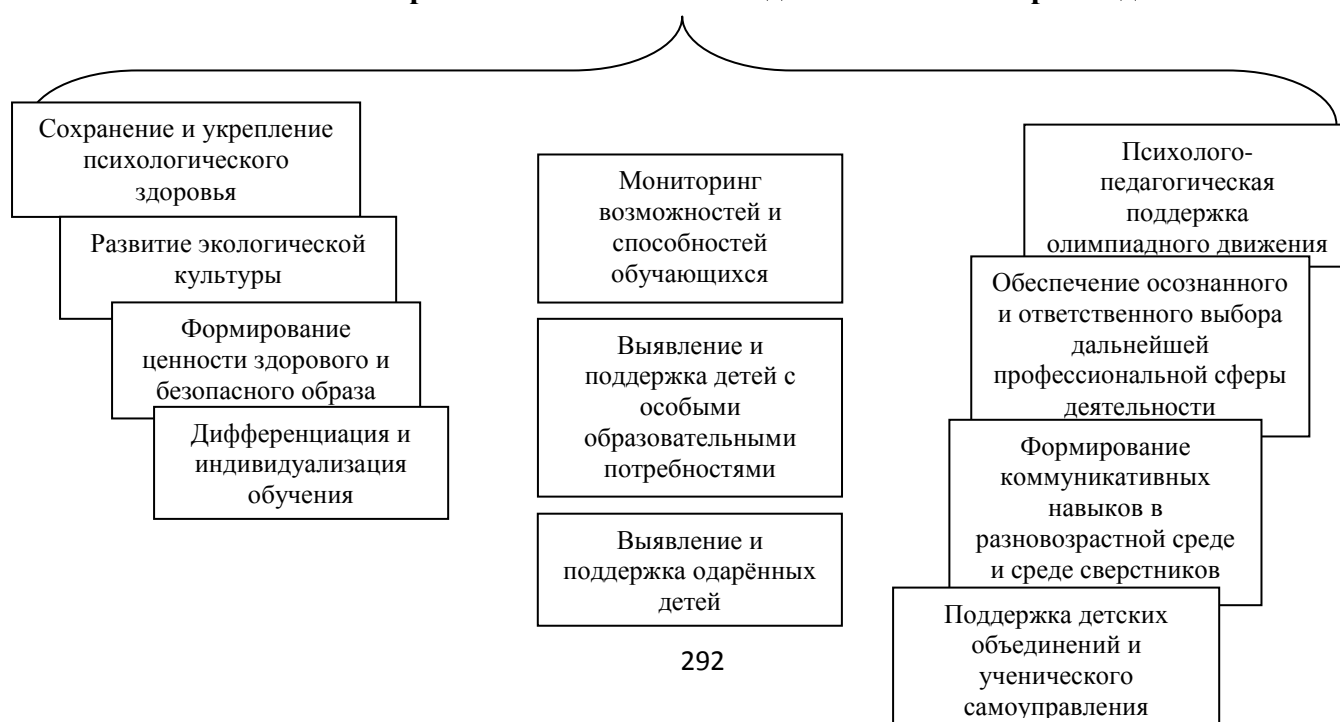 Сохранение и укрепление
психологического
здоровья
Развитие экологической
культуры
Формирование
ценности здорового и
безопасного образа
Дифференциация и
индивидуализация
обучения
Мониторинг
возможностей и
способностей
обучающихся
Выявление и
поддержка детей с
особыми
образовательными
потребностями
Выявление и
поддержка одарённых
детей
Психолого-
педагогическая
поддержка
олимпиадного движения
Обеспечение осознанного
и ответственного выбора
дальнейшей
профессиональной сферы
деятельности
Формирование
коммуникативных
навыков в
разновозрастной среде
и среде сверстников
Поддержка детских
объединений и
ученического
самоуправления
292